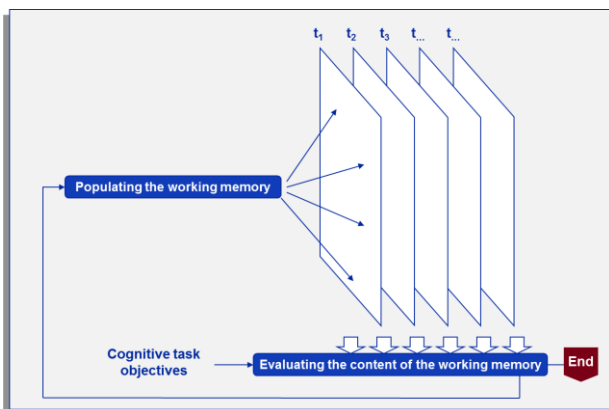 t1 t2 t3 t... t...
Populating the working memory
Cognitive task
objectives
Evaluating the content of the working memory
End